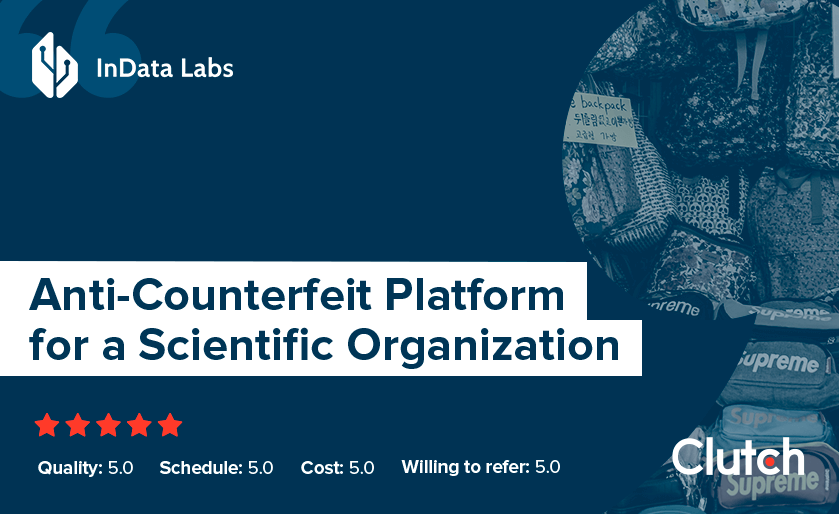 InData Labs
e backpack
Anti-Counterfeit Platform
for a Scientific Organization
preme
Supreme
Supreme
Supreme
Supreme
Quality: 5.0 Schedule: 5.0 Cost: 5.0 Willing to refer: 5.0
Clutch